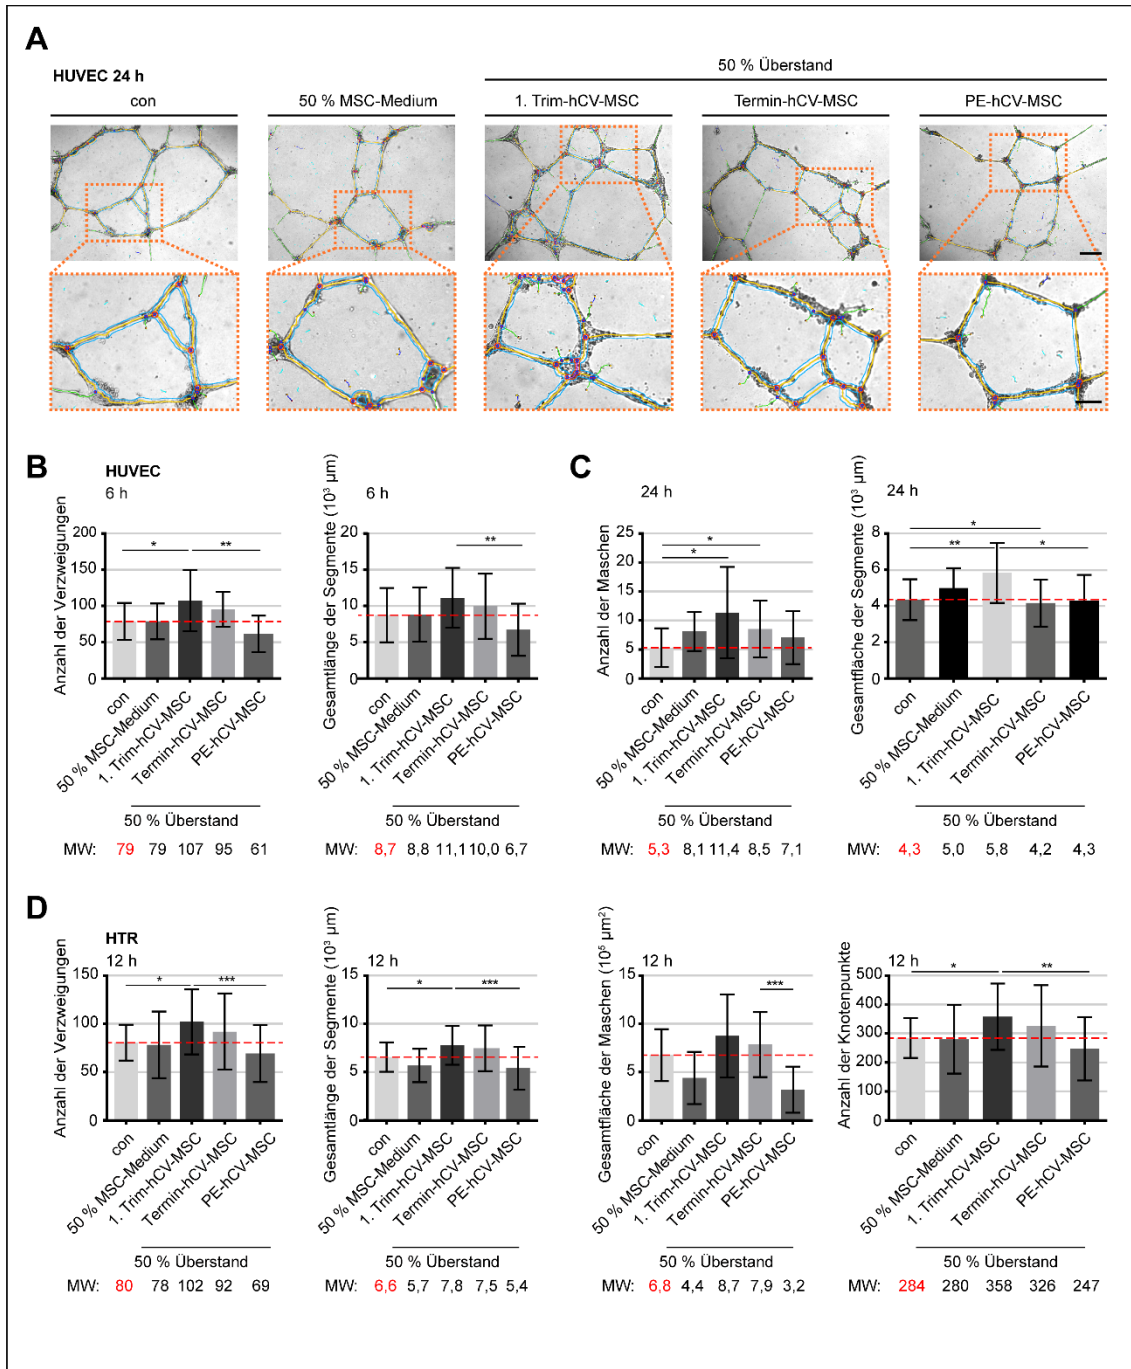 A
HUVEC 24 h
50 % Überstand
con
50 % MSC-Medium
1. Trim-hCV-MSC
Termin-hCV-MSC
PE-hCV-MSC
B
HUVEC
6 h
Anzahl der Verzweigungen
200
150
100
50
0
*
**
con
50 % MSC-Medium
1. Trim-hCV-MSC
Termin-hCV-MSC
PE-hCV-MSC
50 % Überstand
MW: 79 79 107 95 61
6 h
Gesamtlänge der Segmente (10³ µm)
20
15
10
5
0
**
con
50 % MSC-Medium
1. Trim-hCV-MSC
Termin-hCV-MSC
PE-hCV-MSC
50 % Überstand
8,7 8,8 11,1 10,0 6,7
C
24 h
Anzahl der Maschen
25
20
15
10
5
0
*
*
con
50 % MSC-Medium
1. Trim-hCV-MSC
Termin-hCV-MSC
PE-hCV-MSC
50 % Überstand
MW: 5,3 8,1 11,4 8,5 7,1
24 h
Gesamtfläche der Segmente (10³ µm)
8
6
4
2
0
*
**
*
con
50 % MSC-Medium
1. Trim-hCV-MSC
Termin-hCV-MSC
PE-hCV-MSC
50 % Überstand
4,3 5,0 5,8 4,2 4,3
D
HTR
12 h
Anzahl der Verzweigungen
150
100
50
0
*
***
con
50 % MSC-Medium
1. Trim-hCV-MSC
Termin-hCV-MSC
PE-hCV-MSC
50 % Überstand
MW: 80 78 102 92 69
12 h
Gesamtlänge der Segmente (10³ µm)
15
10
5
0
*
***
con
50 % MSC-Medium
1. Trim-hCV-MSC
Termin-hCV-MSC
PE-hCV-MSC
50 % Überstand
6,6 5,7 7,8 7,5 5,4
12 h
Gesamtfläche der Maschen (10⁵ µm²)
15
10
5
0
***
con
50 % MSC-Medium
1. Trim-hCV-MSC
Termin-hCV-MSC
PE-hCV-MSC
50 % Überstand
MW: 6,8 4,4 8,7 7,9 3,2
12 h
Anzahl der Knotenpunkte
500
400
300
200
100
0
*
**
con
50 % MSC-Medium
1. Trim-hCV-MSC
Termin-hCV-MSC
PE-hCV-MSC
50 % Überstand
284 280 358 326 247